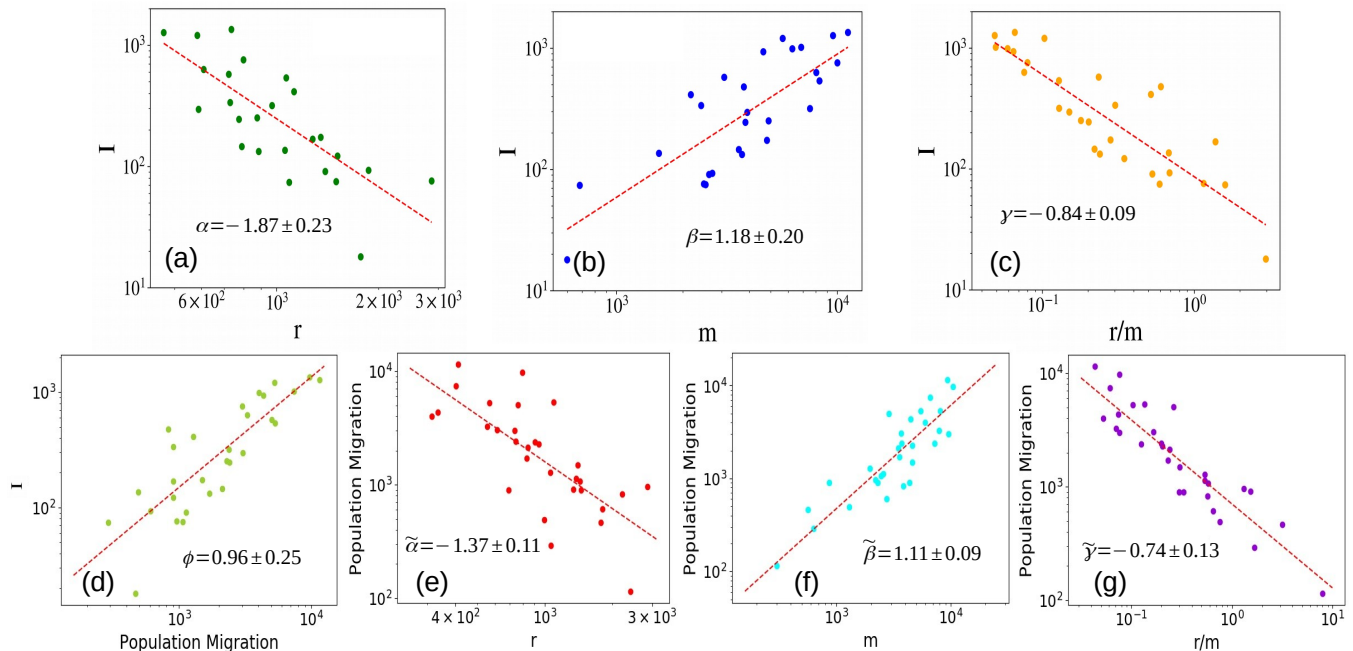 10³
10²
10¹
I
α=−1.87±0.23
(a)
6×10²
10³
2×10³
3×10³
r
10³
10²
10¹
I
β=1.18±0.20
(b)
10³
10⁴
m
10³
10²
10¹
I
γ=−0.84±0.09
(c)
10⁻¹
10⁰
r/m
10³
10²
I
ϕ=0.96±0.25
(d)
10³
10⁴
Population Migration
10⁴
10³
10²
Population Migration
α̃=−1.37±0.11
(e)
4×10²
10³
3×10³
r
10⁴
10³
10²
Population Migration
β̃=1.11±0.09
(f)
10³
10⁴
m
10⁴
10³
10²
Population Migration
γ̃=−0.74±0.13
(g)
10⁻¹
10⁰
10¹
r/m